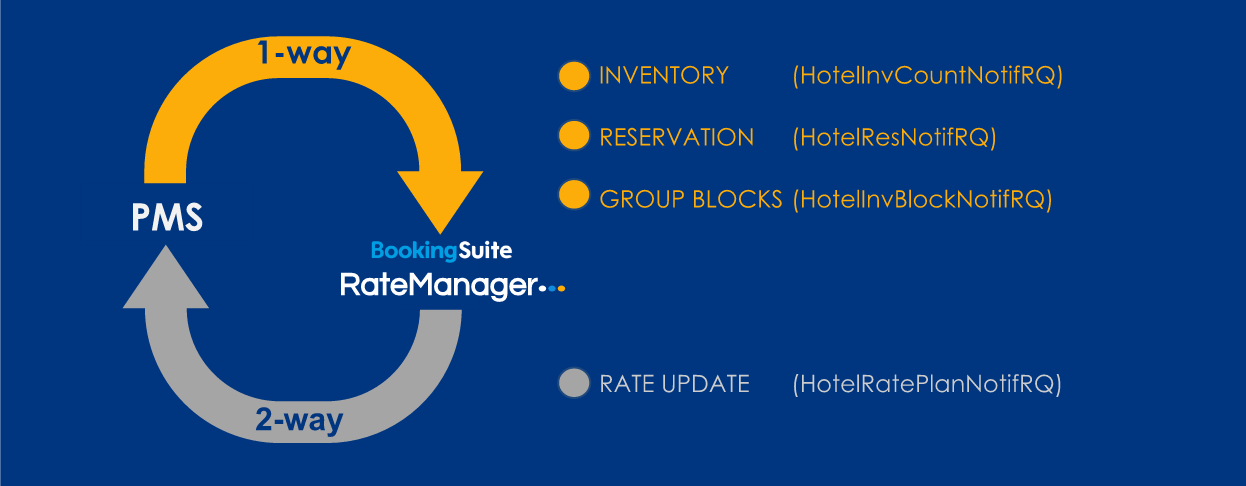 1-way
PMS
BookingSuite
RateManager
2-way
INVENTORY (HotelInvCountNotifRQ)
RESERVATION (HotelResNotifRQ)
GROUP BLOCKS (HotelInvBlockNotifRQ)
RATE UPDATE (HotelRatePlanNotifRQ)